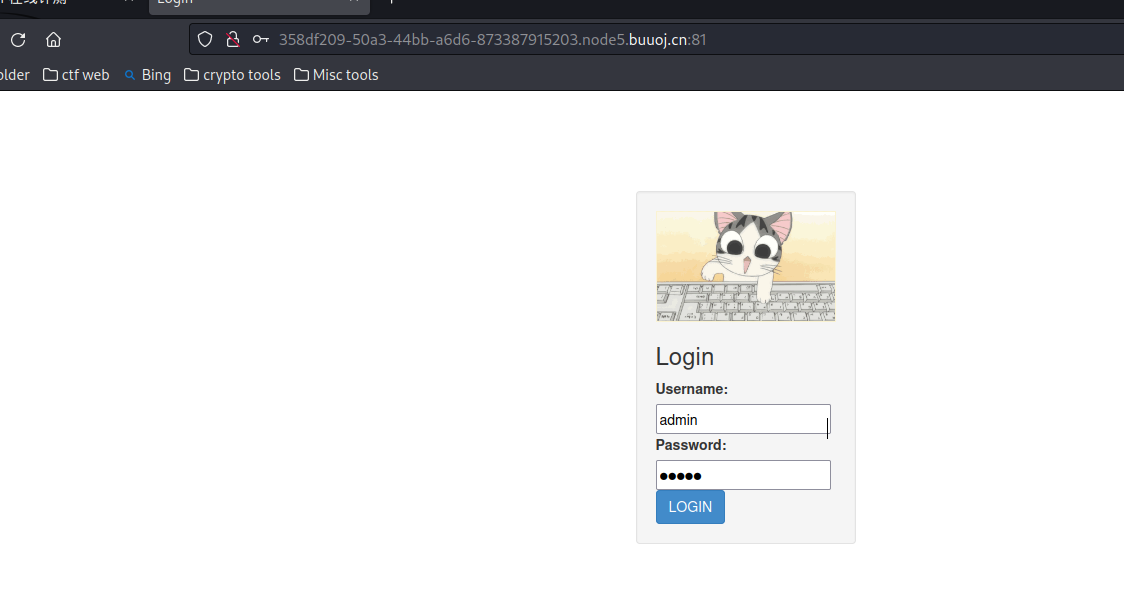 Login
358df209-50a3-44bb-a6d6-873387915203.node5.buuoj.cn:81
older ctf web Bing crypto tools Misc tools
Login
Username:
admin
Password:
LOGIN